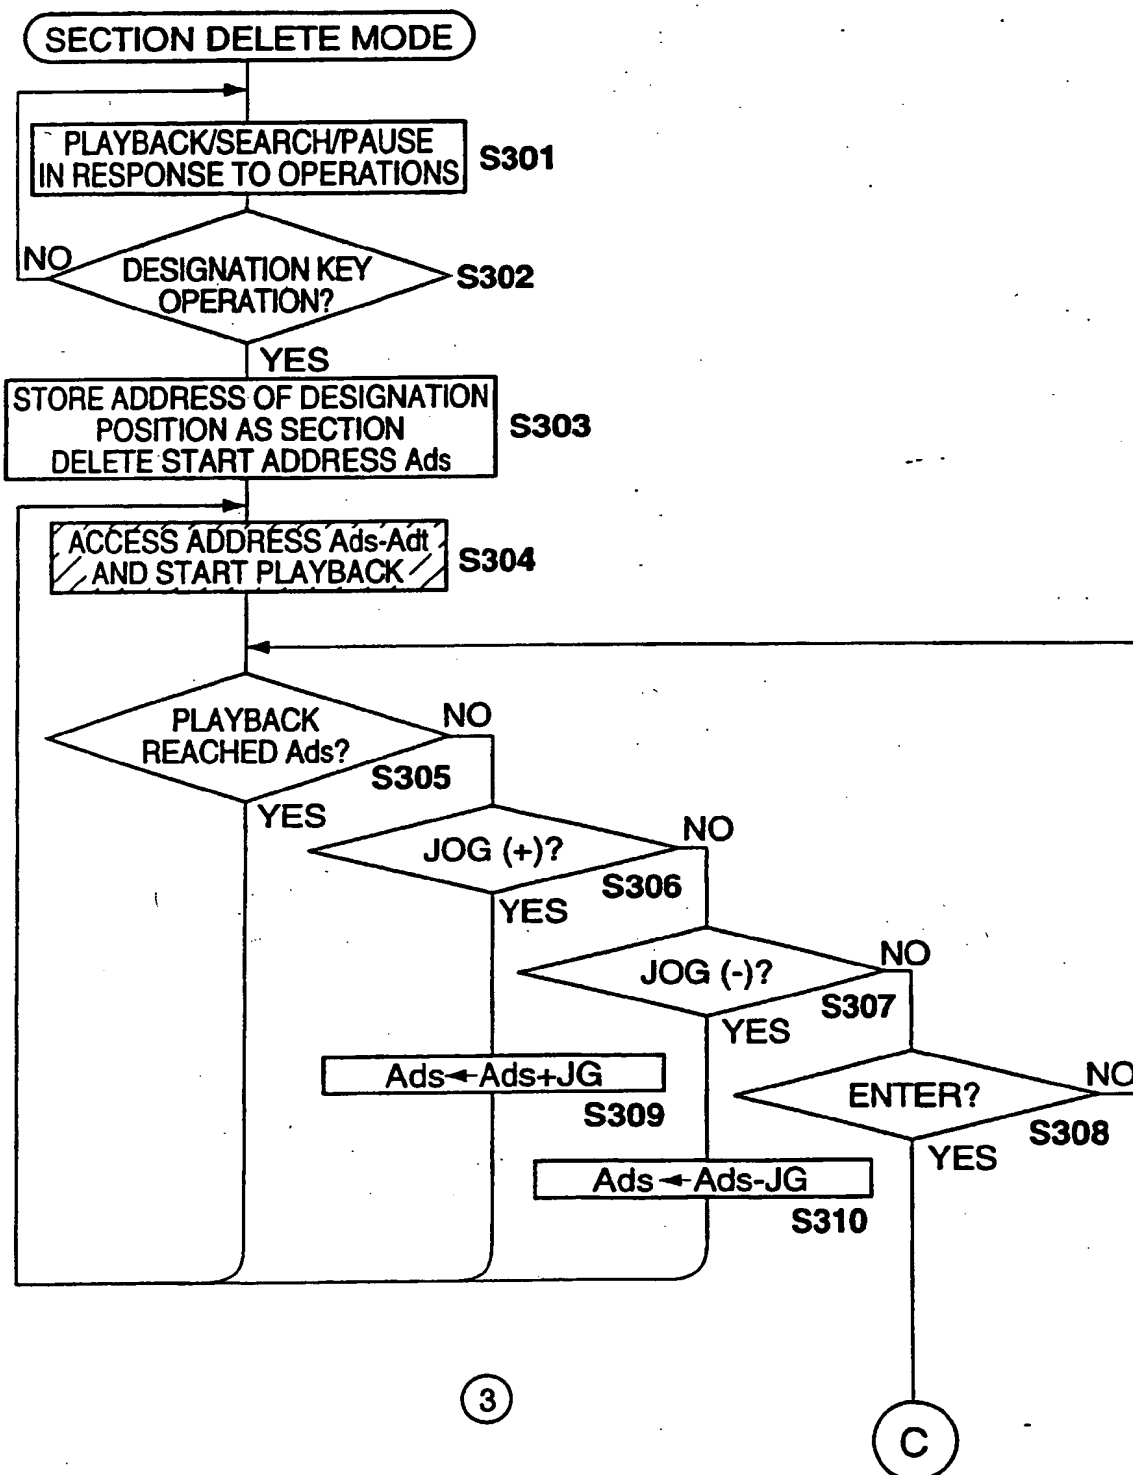 SECTION DELETE MODE
PLAYBACK/SEARCH/PAUSE
IN RESPONSE TO OPERATIONS
S301
NO
DESIGNATION KEY
OPERATION?
S302
YES
STORE ADDRESS OF DESIGNATION
POSITION AS SECTION
DELETE START ADDRESS Ads
S303
ACCESS ADDRESS Ads-Adt
AND START PLAYBACK
S304
PLAYBACK
REACHED Ads?
NO
S305
YES
JOG (+)?
NO
S306
YES
JOG (-)?
NO
S307
YES
Ads←Ads+JG
S309
ENTER?
NO
S308
YES
Ads←Ads-JG
S310
3
C